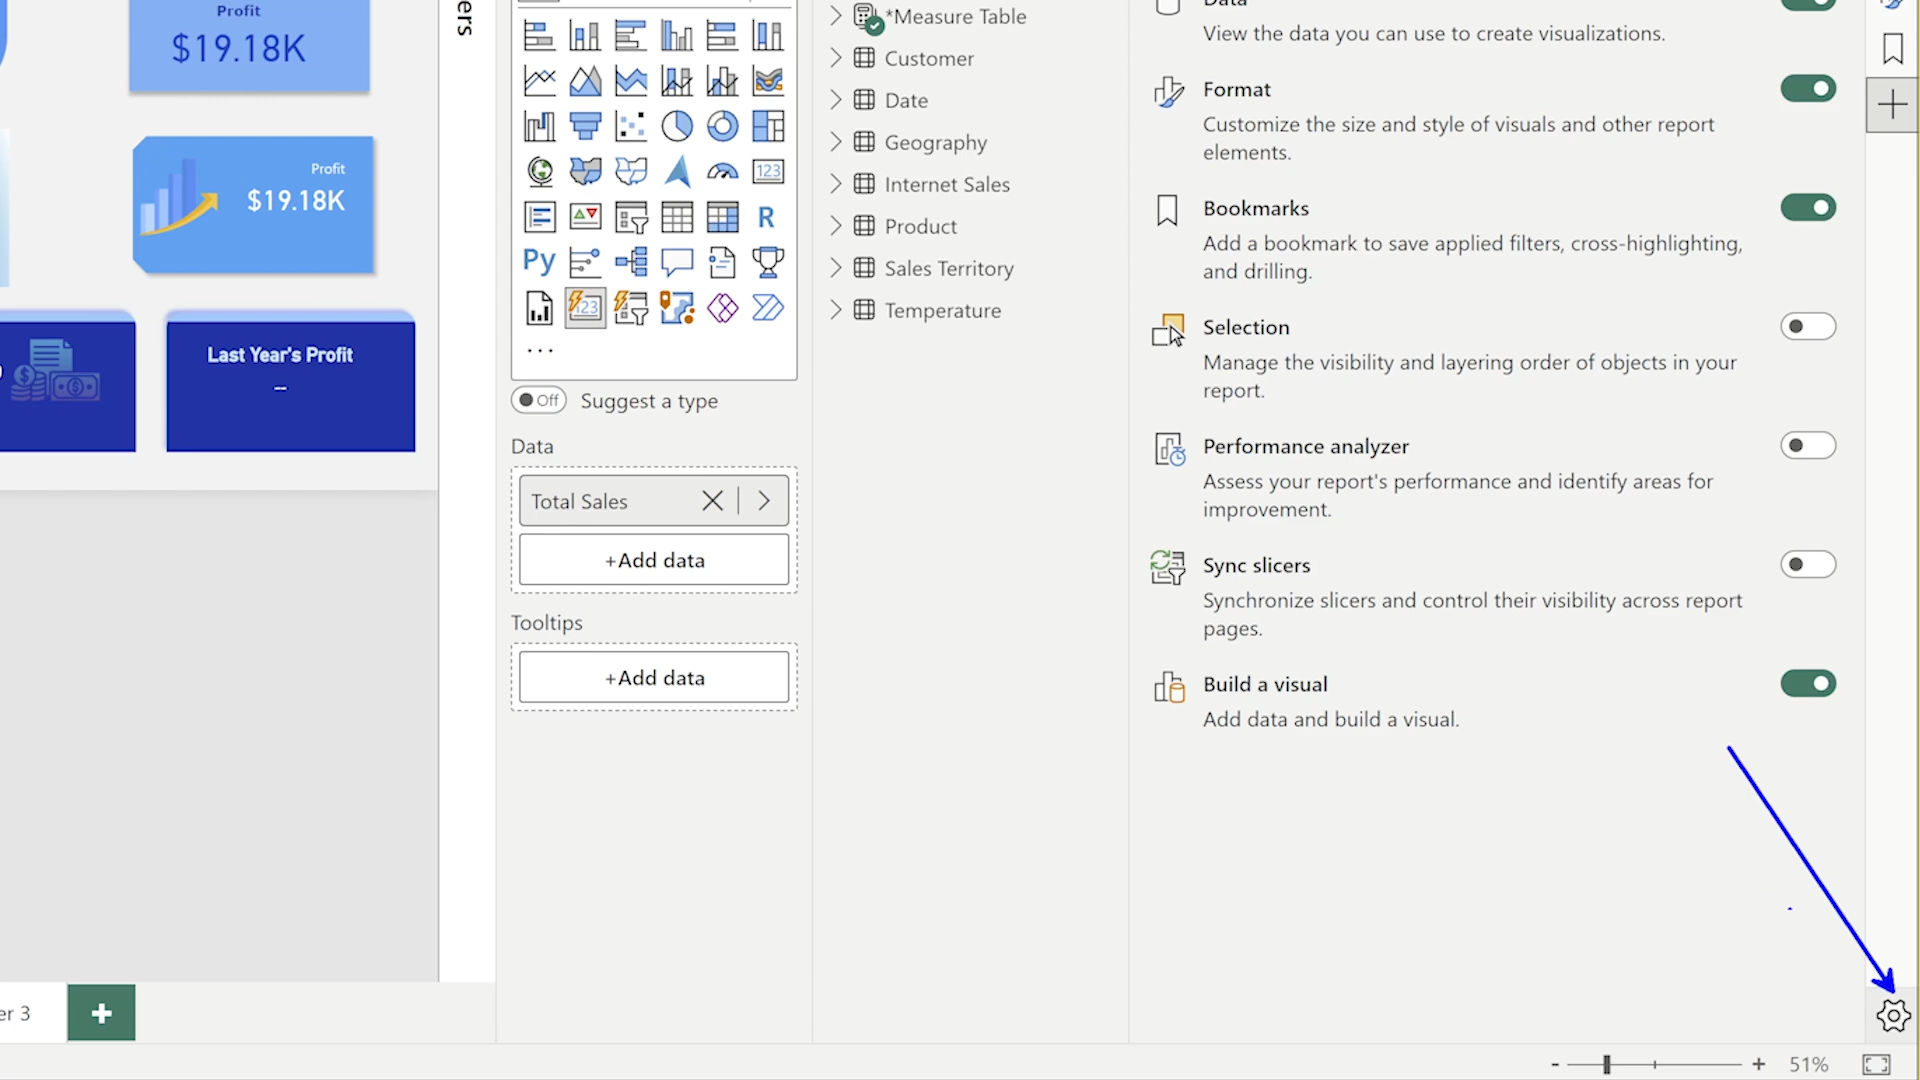 Profit
$19.18K
Profit
$19.18K
Last Year's Profit
--
er 3
ers
123
R
Py
123
...
Off
Suggest a type
Data
Total Sales
+Add data
Tooltips
+Add data
*Measure Table
Customer
Date
Geography
Internet Sales
Product
Sales Territory
Temperature
Data
View the data you can use to create visualizations.
Format
Customize the size and style of visuals and other report
elements.
Bookmarks
Add a bookmark to save applied filters, cross-highlighting,
and drilling.
Selection
Manage the visibility and layering order of objects in your
report.
Performance analyzer
Assess your report's performance and identify areas for
improvement.
Sync slicers
Synchronize slicers and control their visibility across report
pages.
Build a visual
Add data and build a visual.
- + 51%